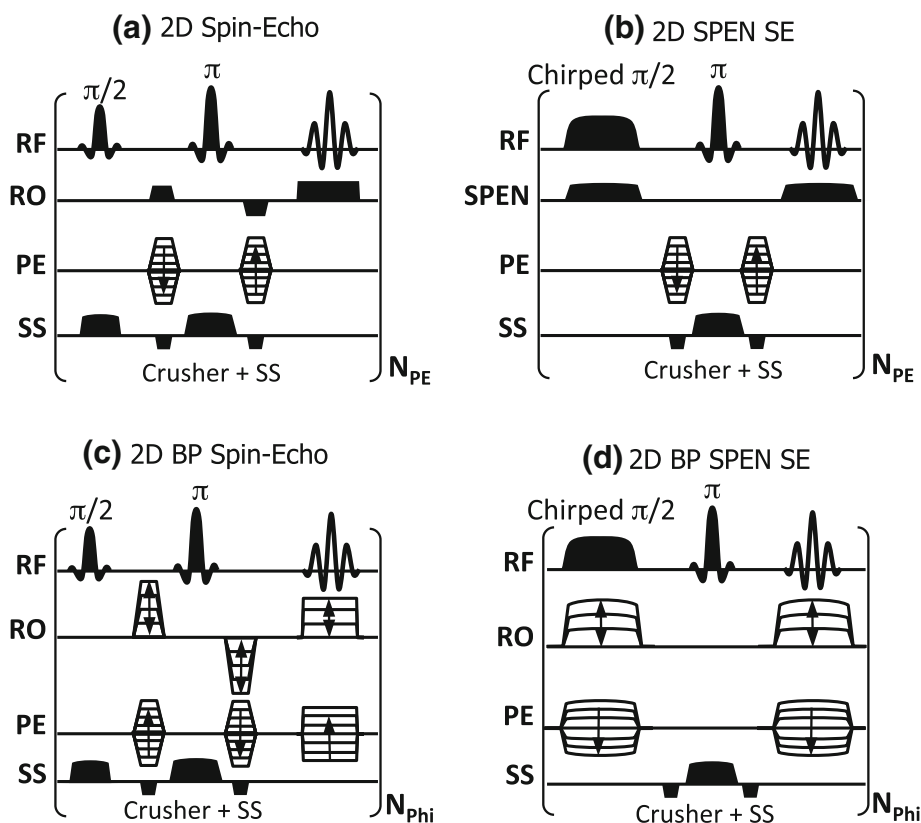 (a) 2D Spin-Echo
π/2
π
RF
RO
PE
SS
Crusher + SS
N_PE
(b) 2D SPEN SE
Chirped π/2
π
RF
SPEN
PE
SS
Crusher + SS
N_PE
(c) 2D BP Spin-Echo
π/2
π
RF
RO
PE
SS
Crusher + SS
N_Phi
(d) 2D BP SPEN SE
Chirped π/2
π
RF
RO
PE
SS
Crusher + SS
N_Phi